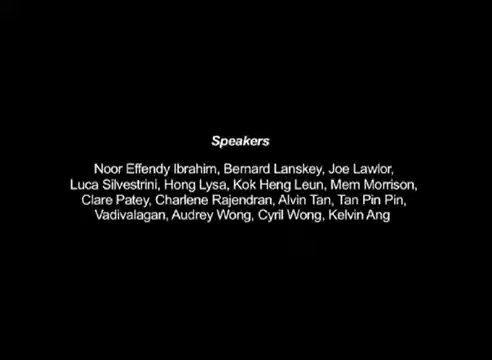 Speakers
Noor Effendy Ibrahim, Bernard Lanskey, Joe Lawlor,
Luca Silvestrini, Hong Lysa, Kok Heng Leun, Mem Morrison,
Clare Patey, Charlene Rajendran, Alvin Tan, Tan Pin Pin,
Vadivalagan, Audrey Wong, Cyril Wong, Kelvin Ang